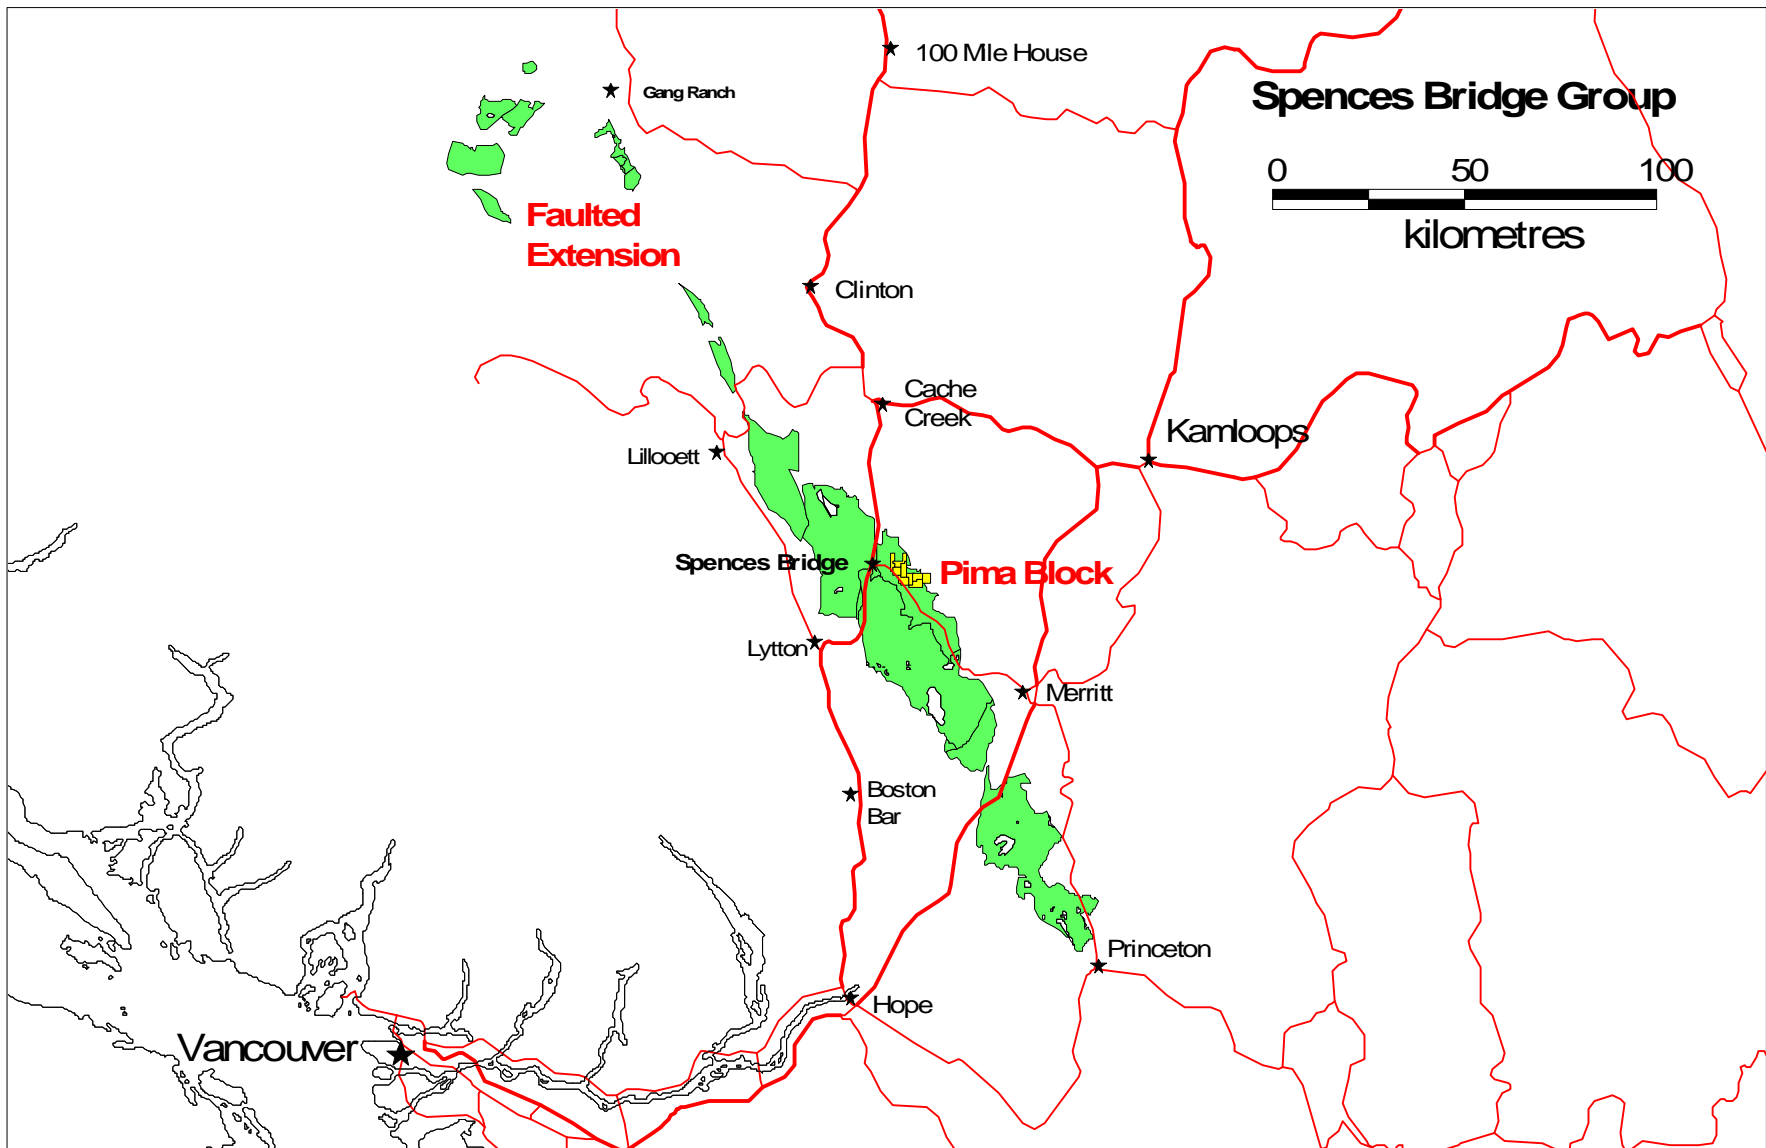 100 Mile House
Gang Ranch
Spences Bridge Group
0 50 100
kilometres
Faulted
Extension
Clinton
Cache
Creek
Kamloops
Lillooett
Spences Bridge
Pima Block
Lytton
Merritt
Boston
Bar
Princeton
Hope
Vancouver